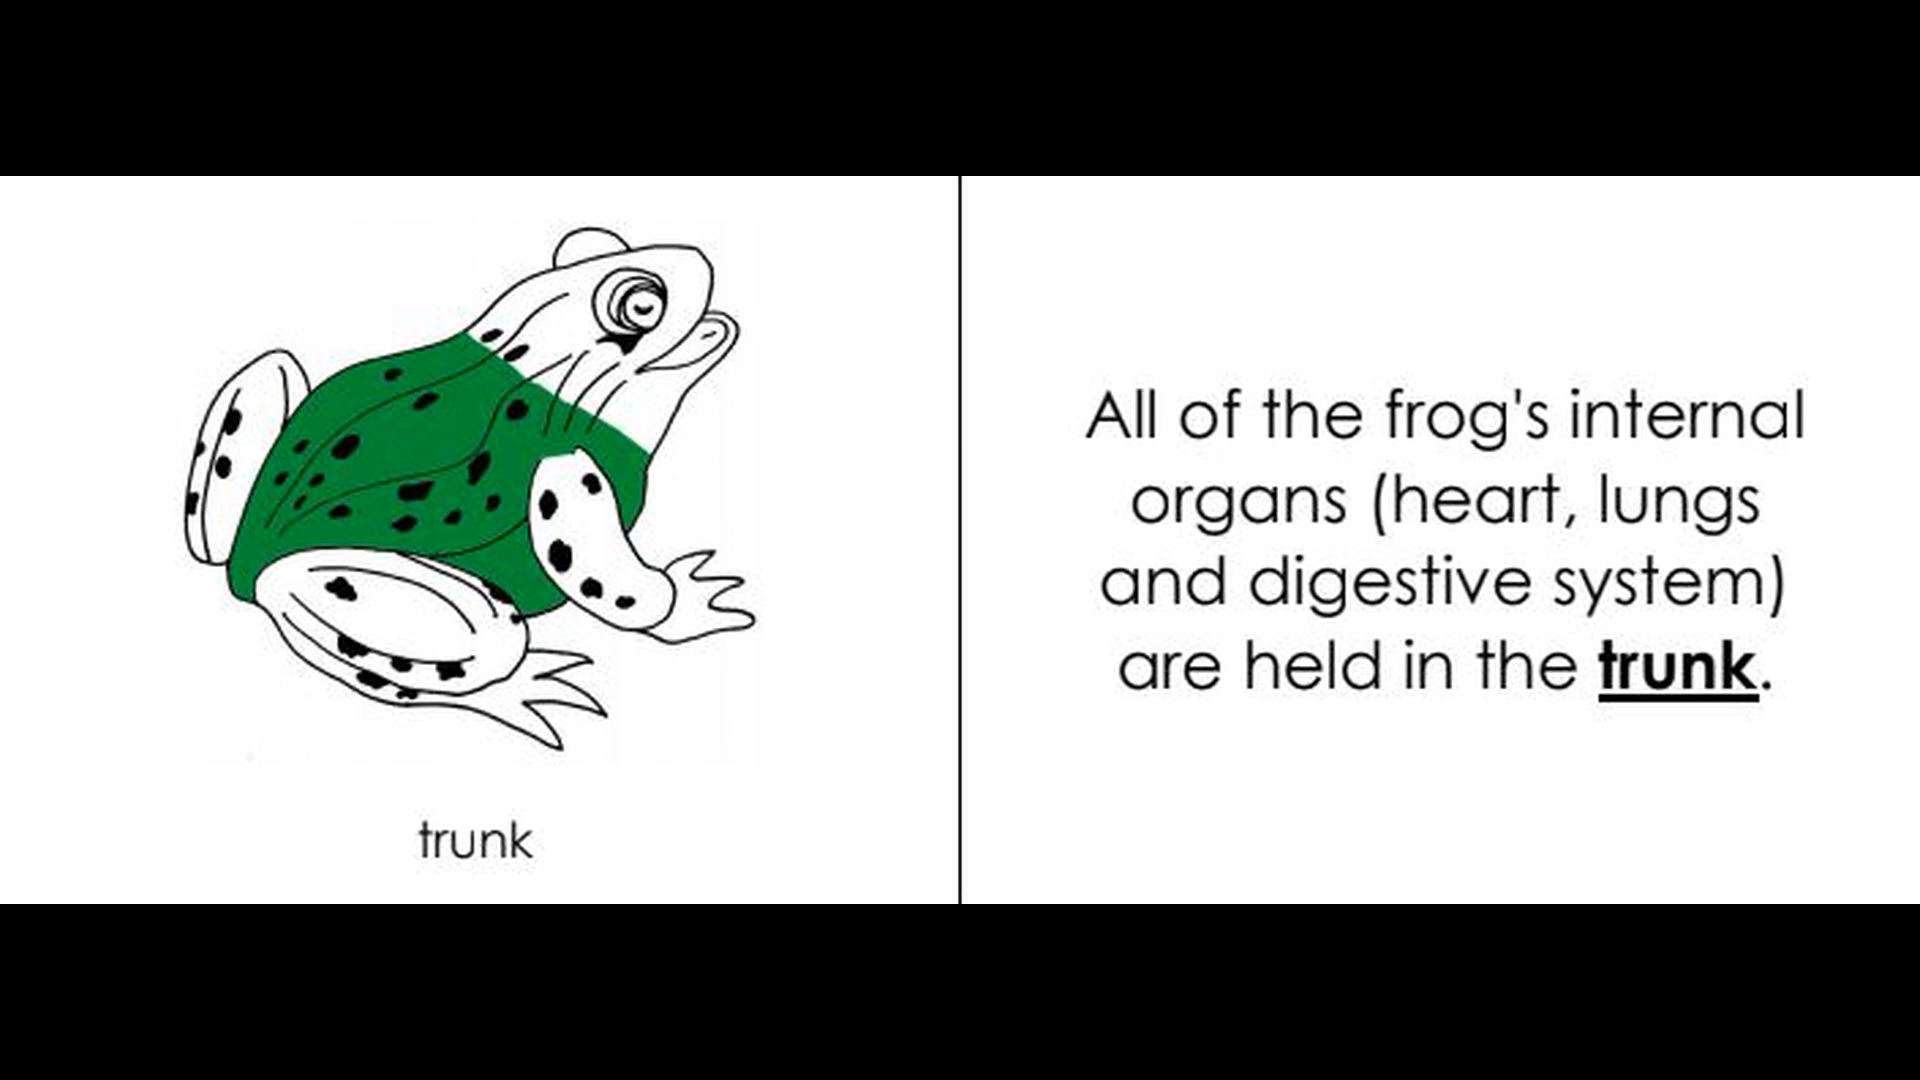 trunk
All of the frog's internal
organs (heart, lungs
and digestive system)
are held in the trunk.